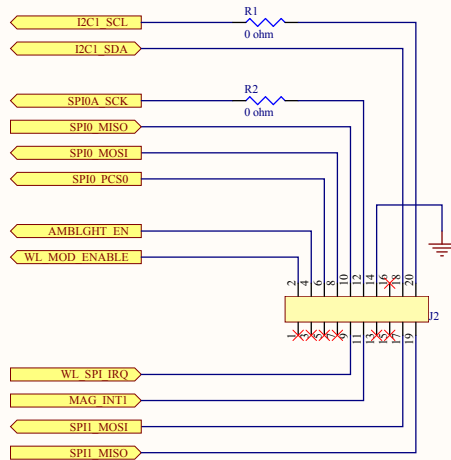 I2C1_SCL
R1
0 ohm
I2C1_SDA
SPI0A_SCK
R2
0 ohm
SPI0_MISO
SPI0_MOSI
SPI0_PCS0
AMBLGHT_EN
WL_MOD_ENABLE
2 4 6 8 10 12 14 16 18 20
J2
1 3 5 7 9 11 13 15 17 19
WL_SPI_IRQ
MAG_INT1
SPI1_MOSI
SPI1_MISO